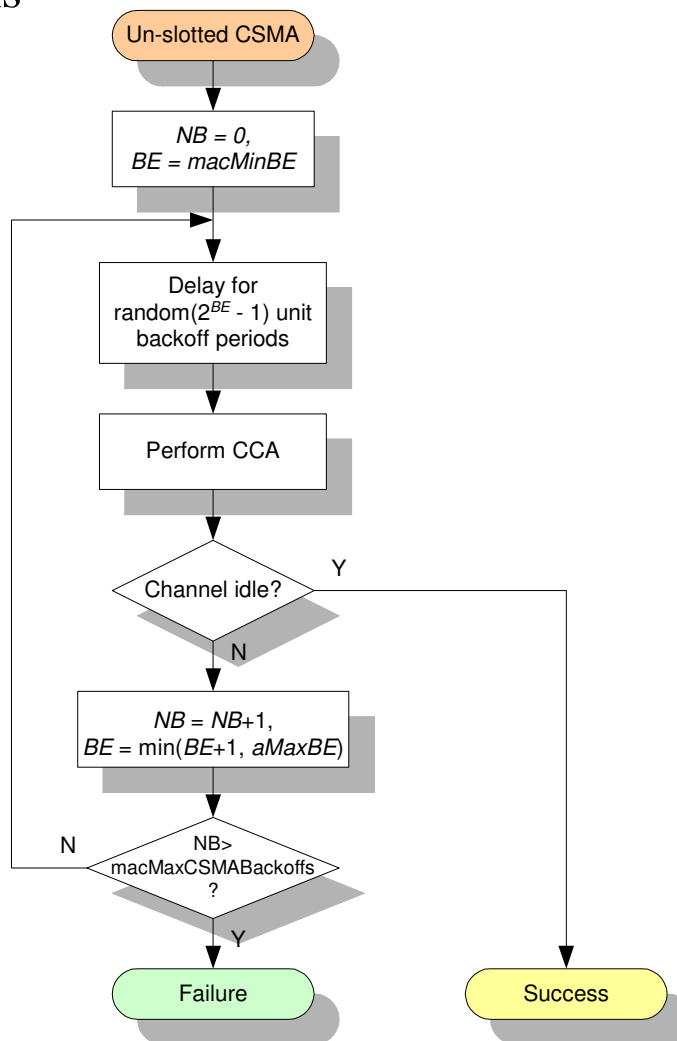 Un-slotted CSMA
NB = 0,
BE = macMinBE
Delay for
random(2^BE - 1) unit
backoff periods
Perform CCA
Channel idle?
Y
N
NB = NB+1,
BE = min(BE+1, aMaxBE)
NB>
macMaxCSMABackoffs
?
N
Y
Failure
Success